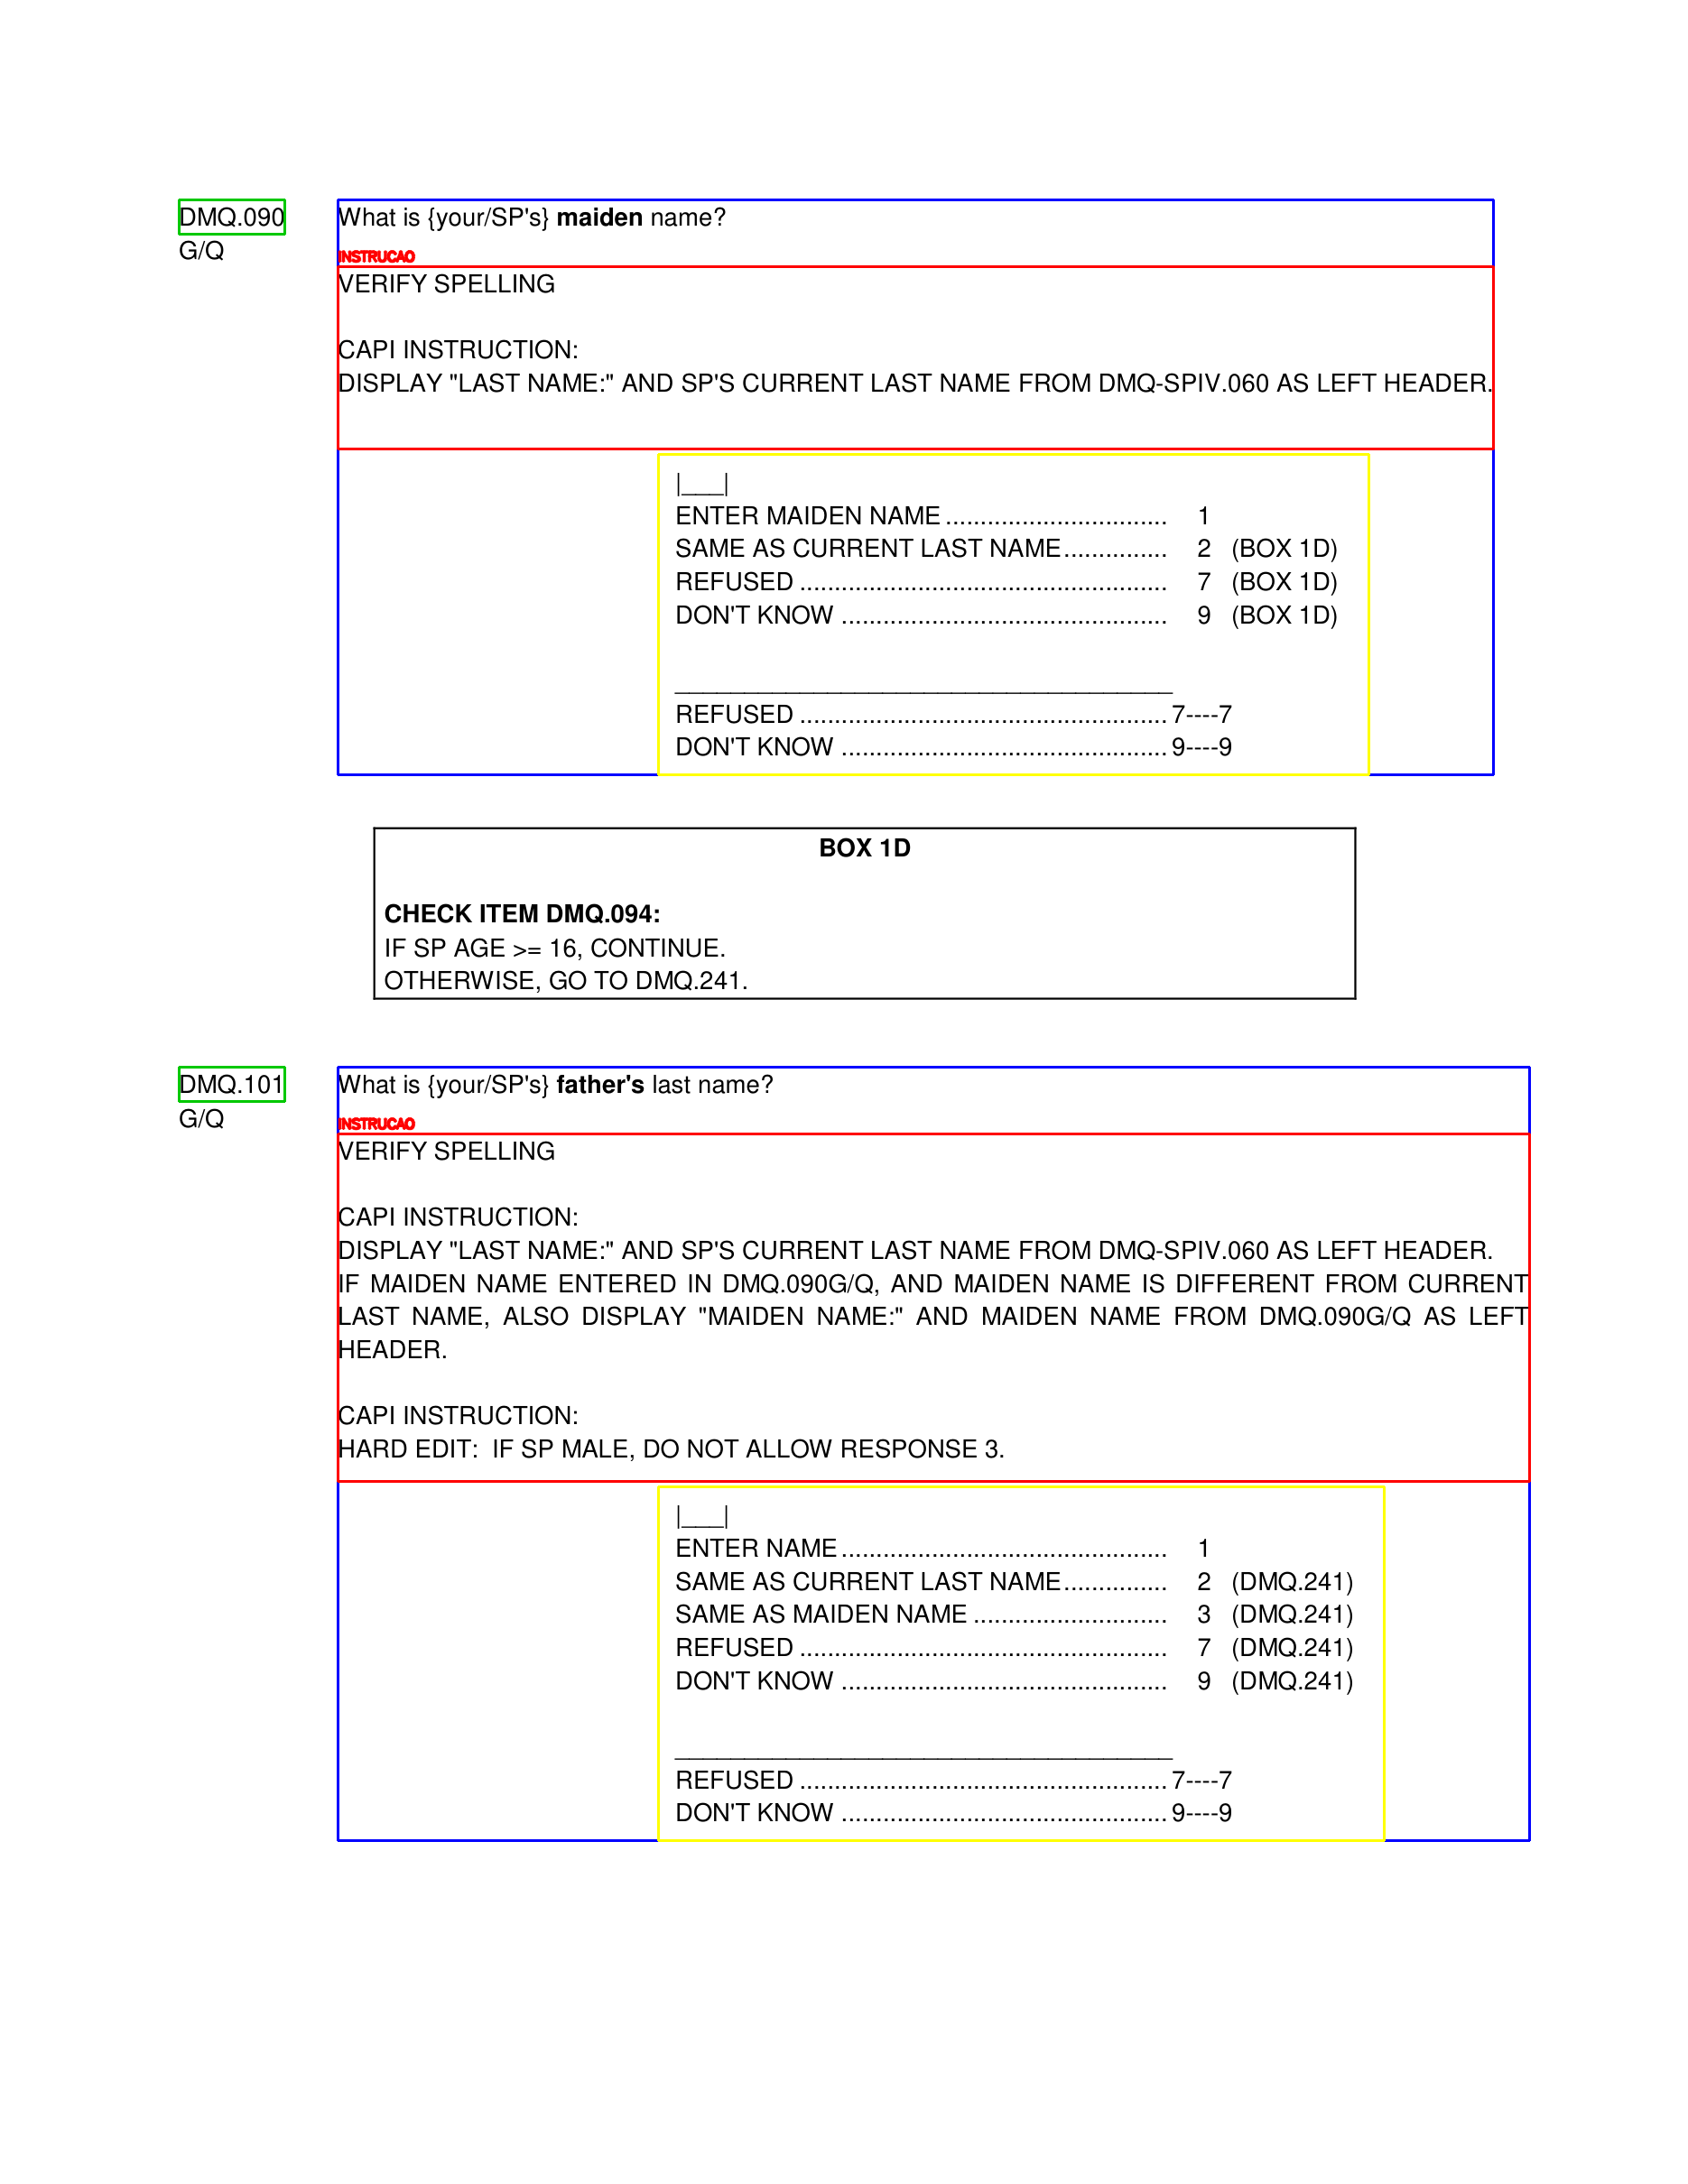 DMQ.090 What is {your/SP's} maiden name?
G/Q
INSTRUCAO
VERIFY SPELLING
CAPI INSTRUCTION:
DISPLAY "LAST NAME:" AND SP'S CURRENT LAST NAME FROM DMQ-SPIV.060 AS LEFT HEADER.
|___|
ENTER MAIDEN NAME ................................ 1
SAME AS CURRENT LAST NAME ............... 2 (BOX 1D)
REFUSED ..................................................... 7 (BOX 1D)
DON'T KNOW ............................................... 9 (BOX 1D)
____________________________________
REFUSED ..................................................... 7----7
DON'T KNOW ............................................... 9----9
BOX 1D
CHECK ITEM DMQ.094:
IF SP AGE >= 16, CONTINUE.
OTHERWISE, GO TO DMQ.241.
DMQ.101 What is {your/SP's} father's last name?
G/Q
INSTRUCAO
VERIFY SPELLING
CAPI INSTRUCTION:
DISPLAY "LAST NAME:" AND SP'S CURRENT LAST NAME FROM DMQ-SPIV.060 AS LEFT HEADER.
IF MAIDEN NAME ENTERED IN DMQ.090G/Q, AND MAIDEN NAME IS DIFFERENT FROM CURRENT
LAST NAME, ALSO DISPLAY "MAIDEN NAME:" AND MAIDEN NAME FROM DMQ.090G/Q AS LEFT
HEADER.
CAPI INSTRUCTION:
HARD EDIT: IF SP MALE, DO NOT ALLOW RESPONSE 3.
|___|
ENTER NAME ............................................... 1
SAME AS CURRENT LAST NAME ............... 2 (DMQ.241)
SAME AS MAIDEN NAME ............................ 3 (DMQ.241)
REFUSED ..................................................... 7 (DMQ.241)
DON'T KNOW ............................................... 9 (DMQ.241)
____________________________________
REFUSED ..................................................... 7----7
DON'T KNOW ............................................... 9----9